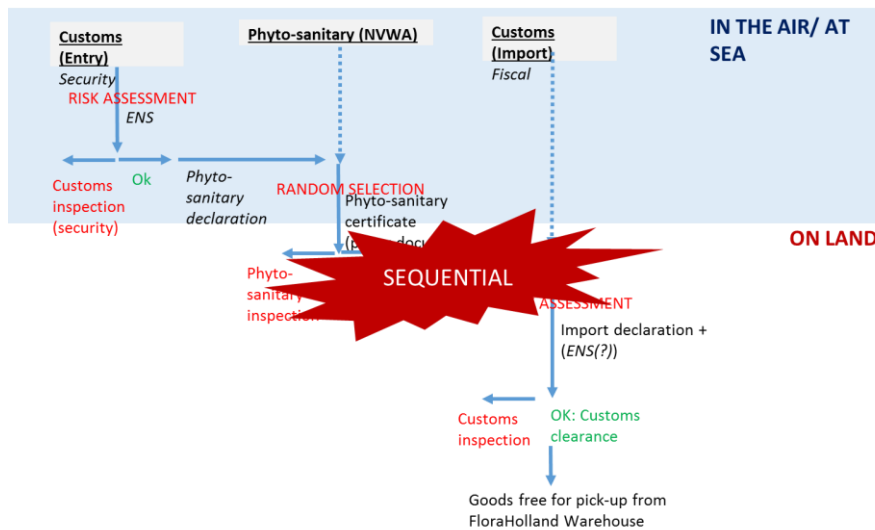 IN THE AIR/ AT
SEA
Customs
(Entry)
Security
Phyto-sanitary (NVWA)
Customs
(Import)
Fiscal
RISK ASSESSMENT
ENS
Ok
Customs
inspection
(security)
Phyto-
sanitary
declaration
RANDOM SELECTION
Phyto-sanitary
certificate
ON LAND
Phyto-
sanitary
inspection
SEQUENTIAL
ASSESSMENT
Import declaration +
(ENS(?))
Customs
inspection
OK: Customs
clearance
Goods free for pick-up from
FloraHolland Warehouse